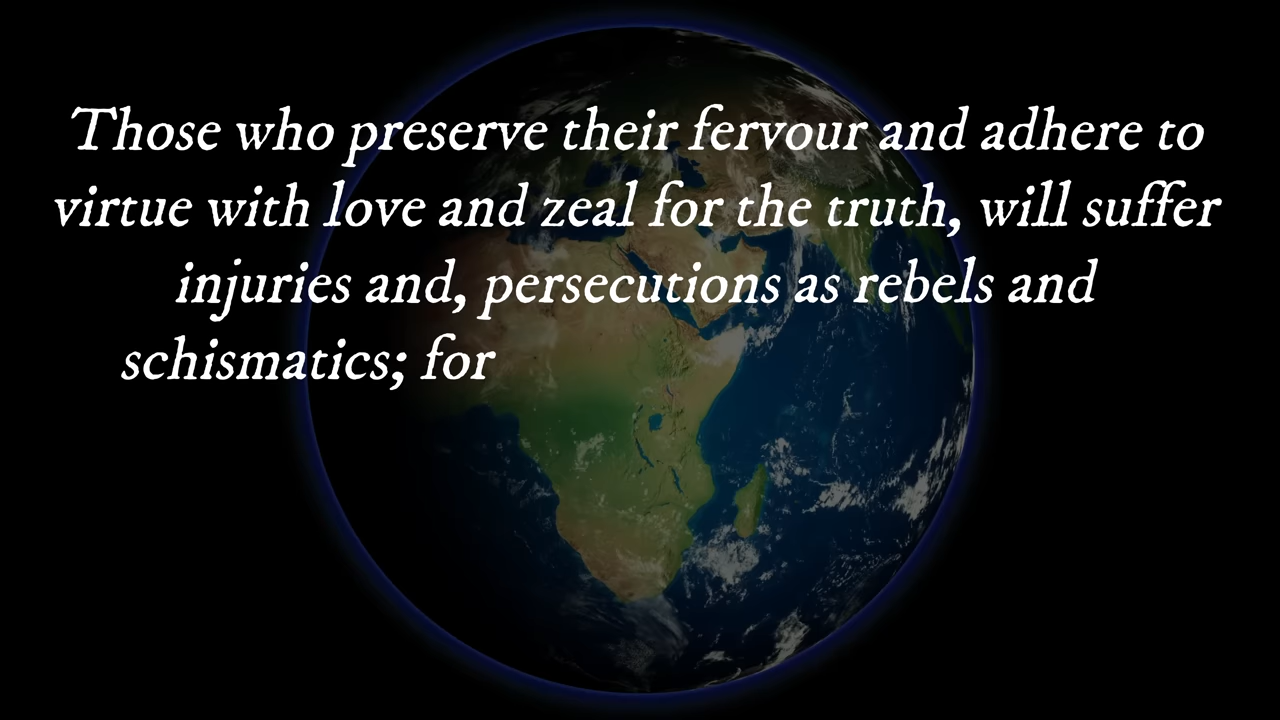 Those who preserve their fervour and adhere to
virtue with love and zeal for the truth, will suffer
injuries and, persecutions as rebels and
schismatics; for